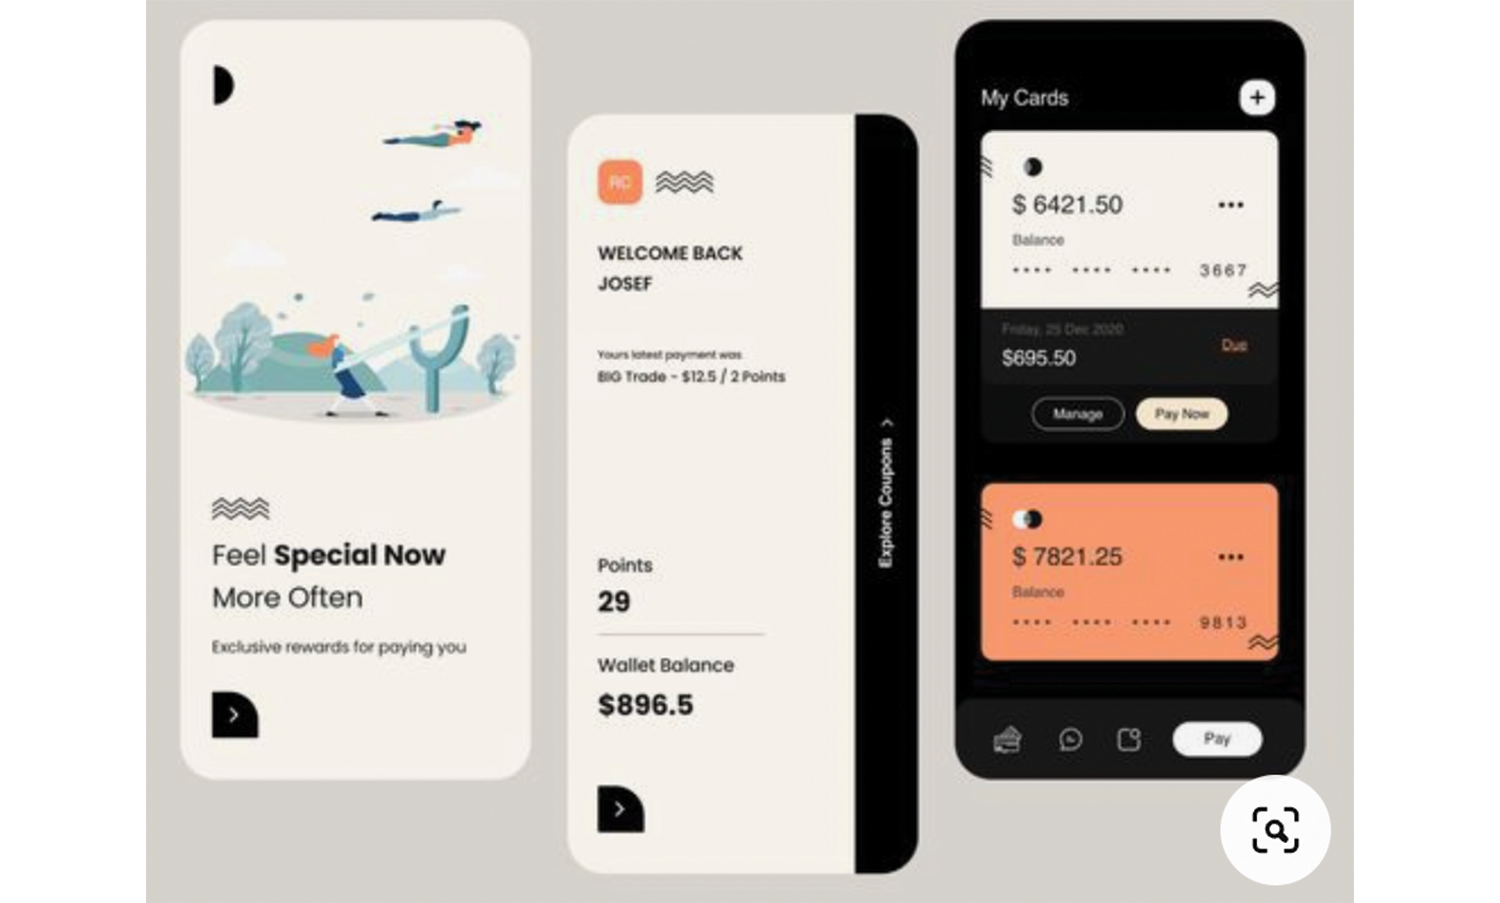 Feel Special Now
More Often
Exclusive rewards for paying you
RC
WELCOME BACK
JOSEF
Yours latest payment was
BIG Trade - $12.5 / 2 Points
Points
29
Wallet Balance
$896.5
Explore Coupons
My Cards
$ 6421.50
Balance
**** **** **** 3667
Friday, 25 Dec 2020
Due
$695.50
Manage
Pay Now
$ 7821.25
Balance
**** **** **** 9813
Pay